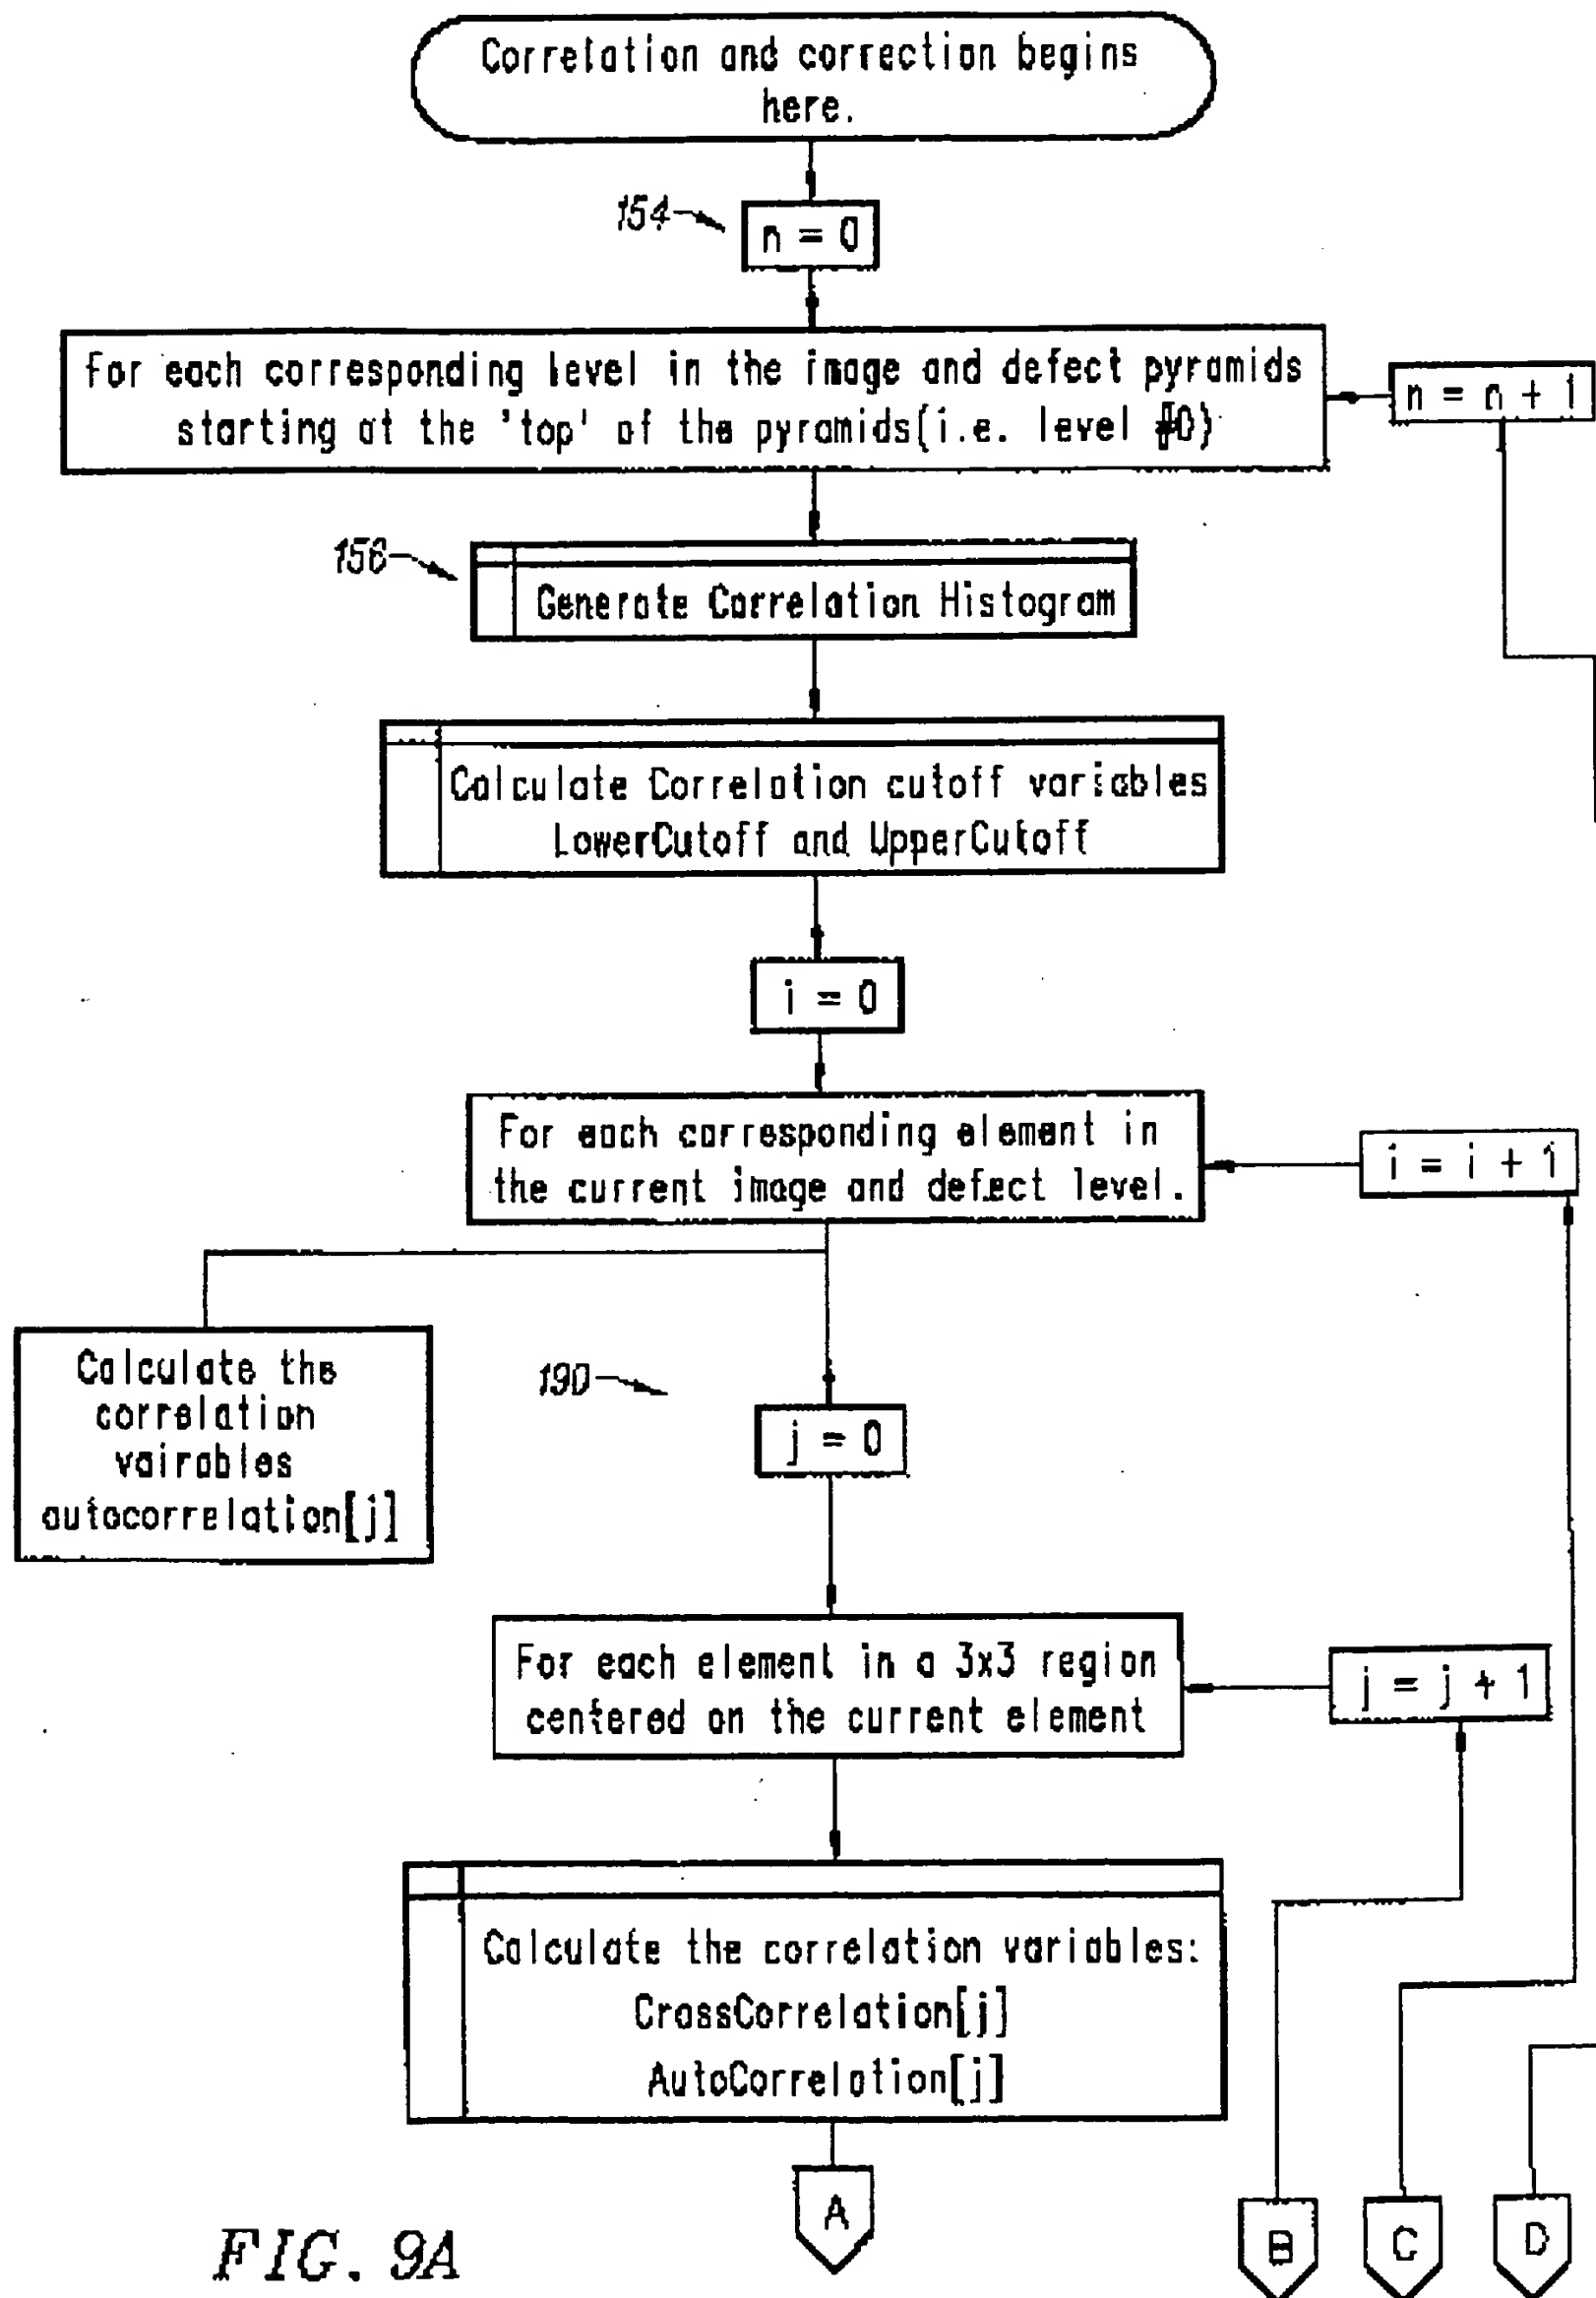 Correlation and correction begins
here.
154
n = 0
For each corresponding level in the image and defect pyramids
starting at the 'top' of the pyramids(i.e. level #0)
n = n + 1
156
Generate Correlation Histogram
Calculate Correlation cutoff variables
LowerCutoff and UpperCutoff
i = 0
For each corresponding element in
the current image and defect level.
i = i + 1
Calculate the
correlation
vairables
autocorrelation[j]
190
j = 0
For each element in a 3x3 region
centered on the current element
j = j + 1
Calculate the correlation variables:
CrossCorrelation[j]
AutoCorrelation[j]
A
B
C
D
FIG. 9A